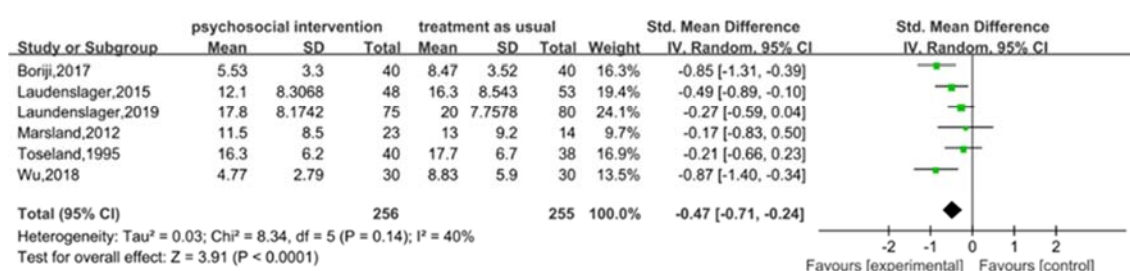 psychosocial intervention treatment as usual Std. Mean Difference Std. Mean Difference
Study or Subgroup Mean SD Total Mean SD Total Weight IV. Random. 95% CI IV. Random. 95% CI
Boriji,2017 5.53 3.3 40 8.47 3.52 40 16.3% -0.85 [-1.31, -0.39]
Laudenslager,2015 12.1 8.3068 48 16.3 8.543 53 19.4% -0.49 [-0.89, -0.10]
Laundenslager,2019 17.8 8.1742 75 20 7.7578 80 24.1% -0.27 [-0.59, 0.04]
Marsland,2012 11.5 8.5 23 13 9.2 14 9.7% -0.17 [-0.83, 0.50]
Toseland,1995 16.3 6.2 40 17.7 6.7 38 16.9% -0.21 [-0.66, 0.23]
Wu,2018 4.77 2.79 30 8.83 5.9 30 13.5% -0.87 [-1.40, -0.34]
Total (95% CI) 256 255 100.0% -0.47 [-0.71, -0.24]
Heterogeneity: Tau² = 0.03; Chi² = 8.34, df = 5 (P = 0.14); I² = 40%
Test for overall effect: Z = 3.91 (P < 0.0001)
-2 -1 0 1 2
Favours [experimental] Favours [control]